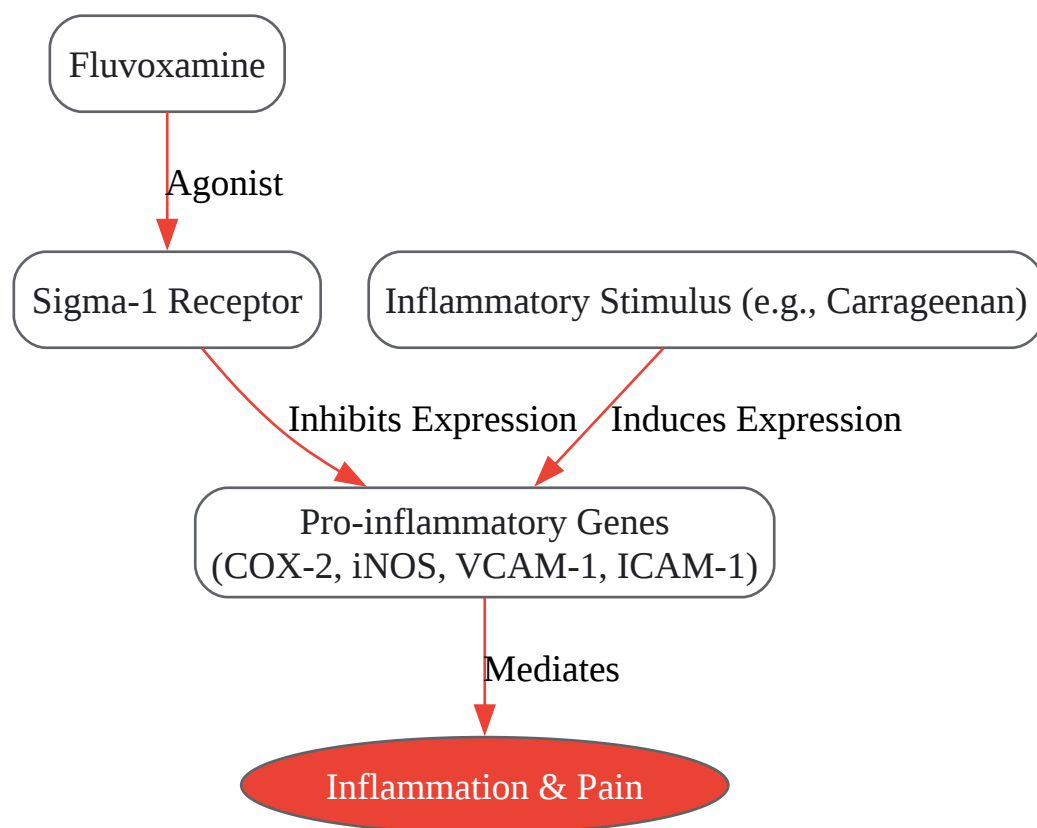 Fluvoxamine
Agonist
Sigma-1 Receptor
Inflammatory Stimulus (e.g., Carrageenan)
Inhibits Expression
Induces Expression
Pro-inflammatory Genes
(COX-2, iNOS, VCAM-1, ICAM-1)
Mediates
Inflammation & Pain